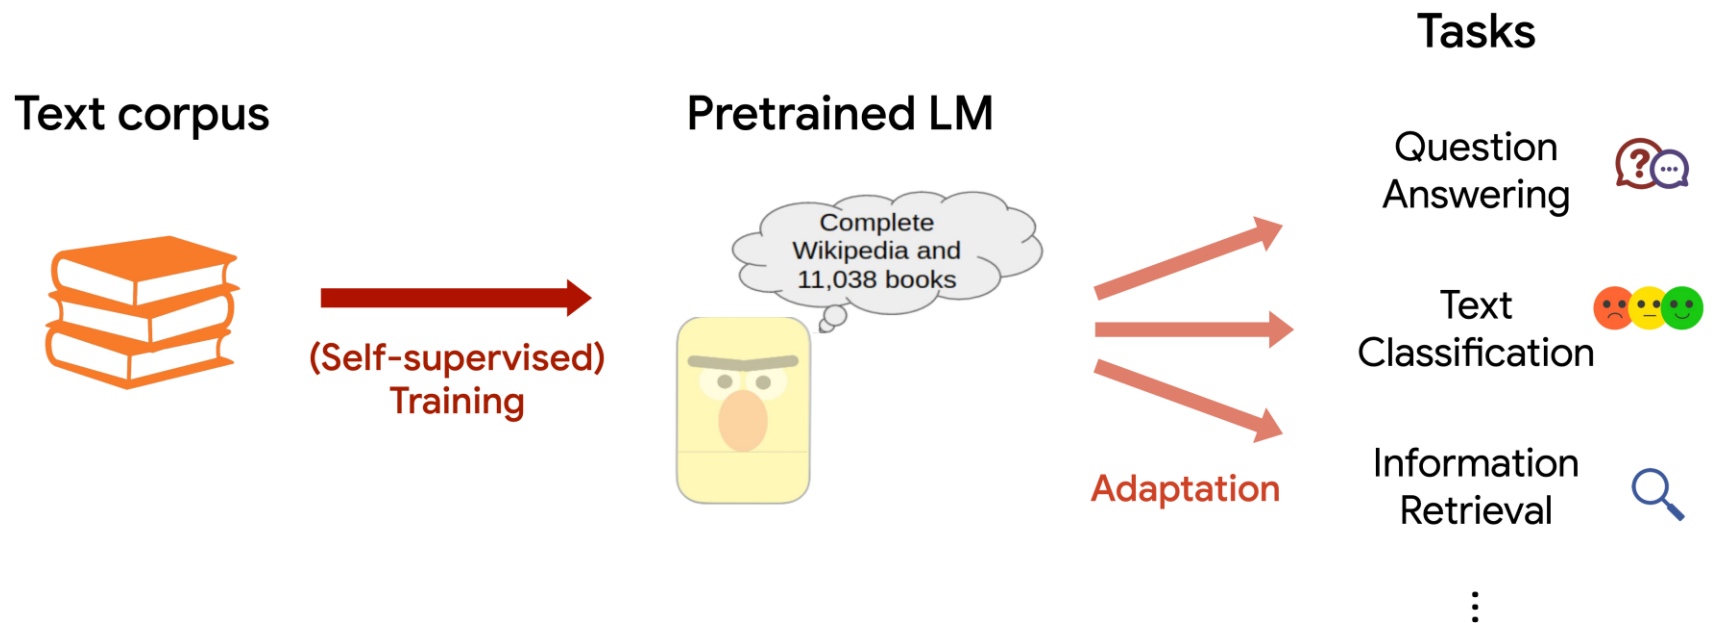 Text corpus
(Self-supervised)
Training
Pretrained LM
Complete
Wikipedia and
11,038 books
Adaptation
Tasks
Question
Answering
?
...
Text
Classification
Information
Retrieval
⋮